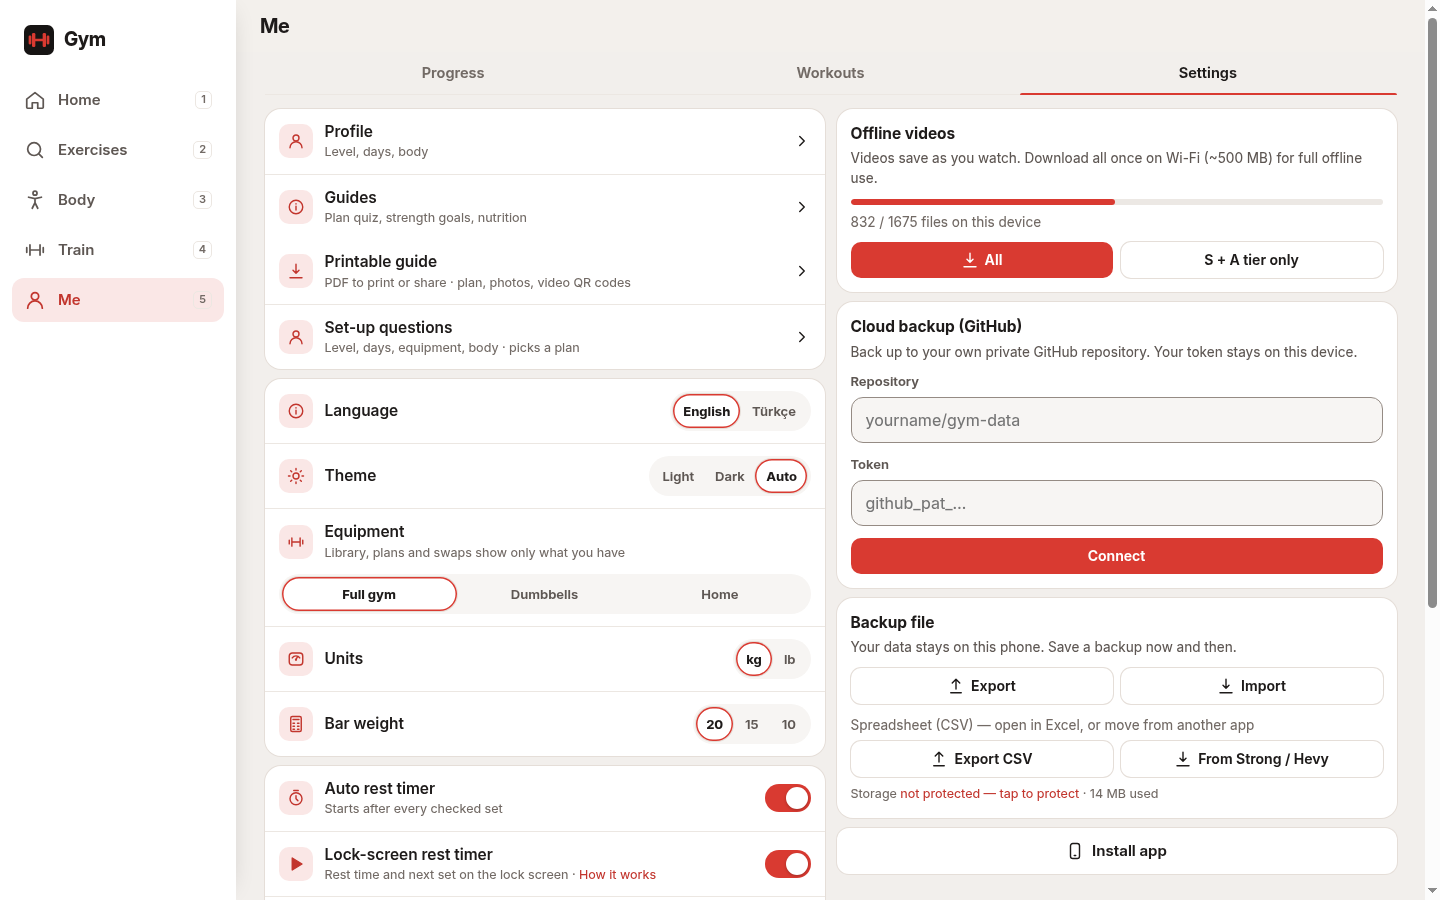 Gym
Home
1
Exercises
2
Body
3
Train
4
Me
5
Me
Progress
Workouts
Settings
Profile
Level, days, body
Guides
Plan quiz, strength goals, nutrition
Printable guide
PDF to print or share · plan, photos, video QR codes
Set-up questions
Level, days, equipment, body · picks a plan
Language
English
Türkçe
Theme
Light
Dark
Auto
Equipment
Library, plans and swaps show only what you have
Full gym
Dumbbells
Home
Units
kg
lb
Bar weight
20
15
10
Auto rest timer
Starts after every checked set
Lock-screen rest timer
Rest time and next set on the lock screen · How it works
Offline videos
Videos save as you watch. Download all once on Wi-Fi (~500 MB) for full offline
use.
832 / 1675 files on this device
All
S + A tier only
Cloud backup (GitHub)
Back up to your own private GitHub repository. Your token stays on this device.
Repository
yourname/gym-data
Token
github_pat_...
Connect
Backup file
Your data stays on this phone. Save a backup now and then.
Export
Import
Spreadsheet (CSV) — open in Excel, or move from another app
Export CSV
From Strong / Hevy
Storage not protected — tap to protect · 14 MB used
Install app